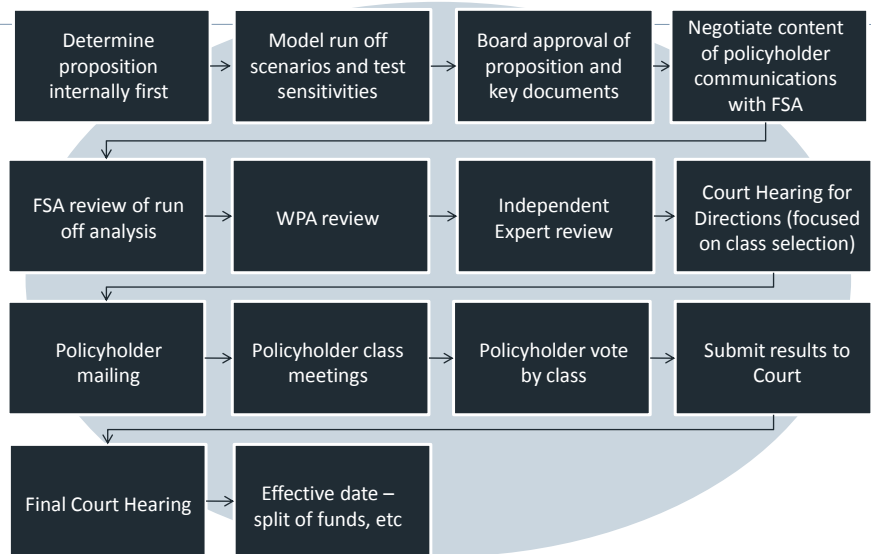 Determine
proposition
internally first
Model run off
scenarios and test
sensitivities
Board approval of
proposition and
key documents
Negotiate content
of policyholder
communications
with FSA
FSA review of run
off analysis
WPA review
Independent
Expert review
Court Hearing for
Directions (focused
on class selection)
Policyholder
mailing
Policyholder class
meetings
Policyholder vote
by class
Submit results to
Court
Final Court Hearing
Effective date –
split of funds, etc